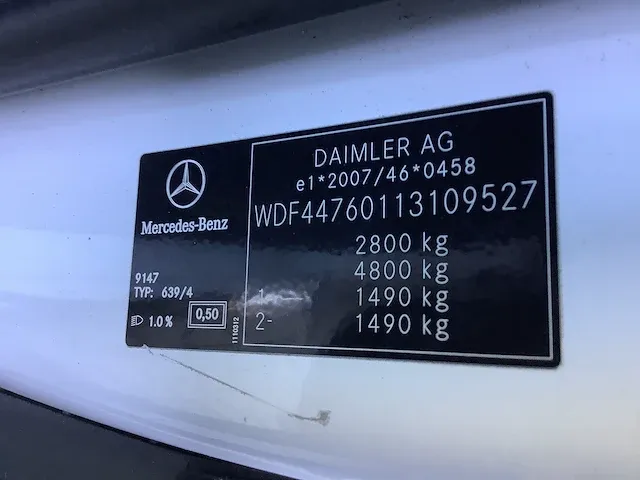 DAIMLER AG
e1*2007/46*0458
WDF44760113109527
2800 kg
4800 kg
1- 1490 kg
2- 1490 kg
Mercedes-Benz
9147
TYP: 639/4
1.0 %
0,50
1110312